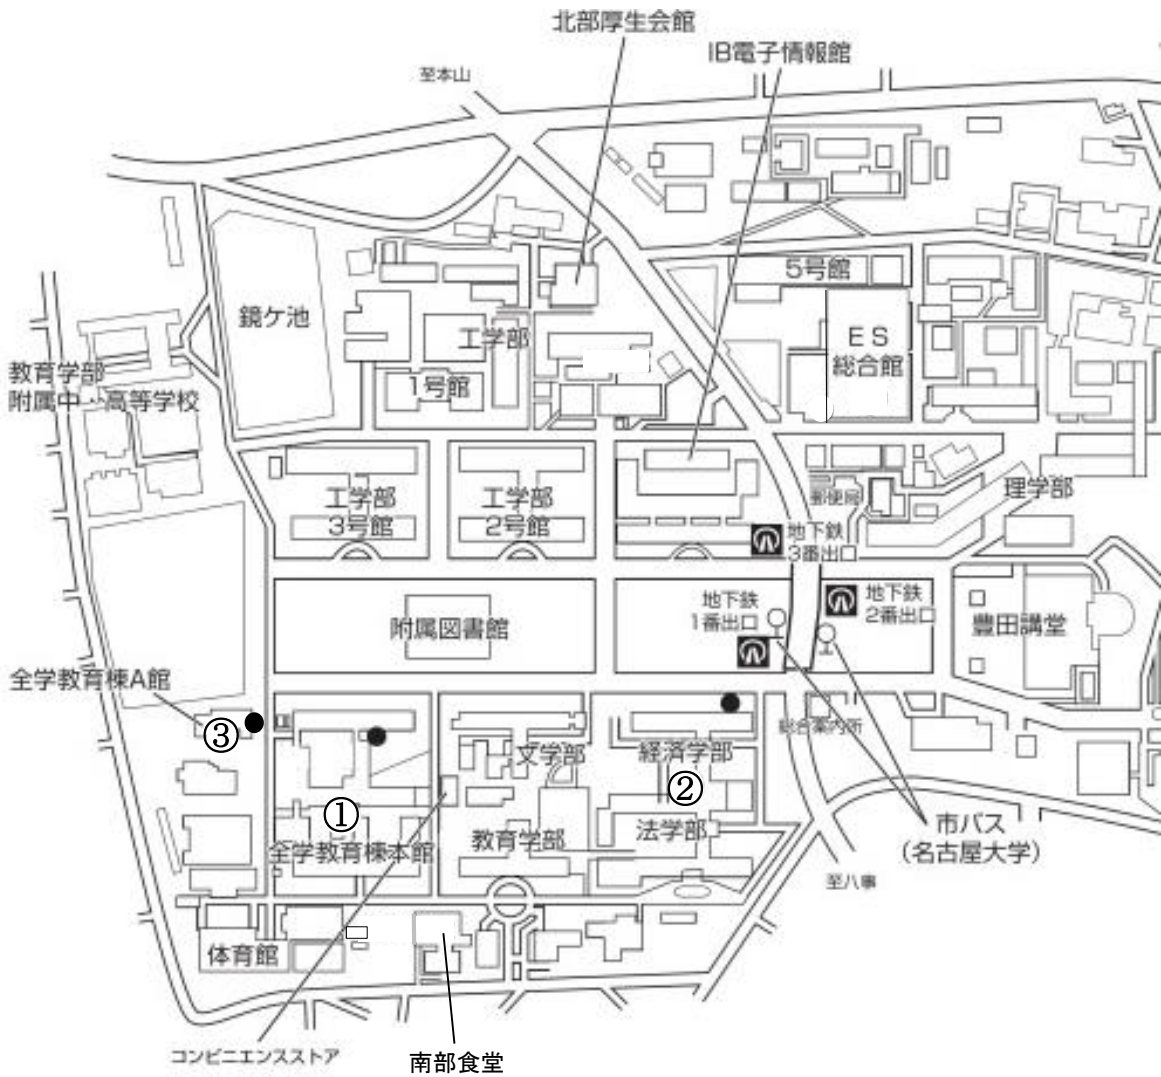 北部厚生会館
IB電子情報館
至本山
5号館
鏡ケ池
工学部
1号館
ES
総合館
教育学部
附属中・高等学校
工学部
3号館
工学部
2号館
郵便局
理学部
地下鉄
3番出口
地下鉄
1番出口
地下鉄
2番出口
附属図書館
豊田講堂
全学教育棟A館
③
総合案内所
文学部
経済学部
②
①
法学部
教育学部
全学教育棟本館
市バス
(名古屋大学)
至八事
体育館
コンビニエンスストア
南部食堂